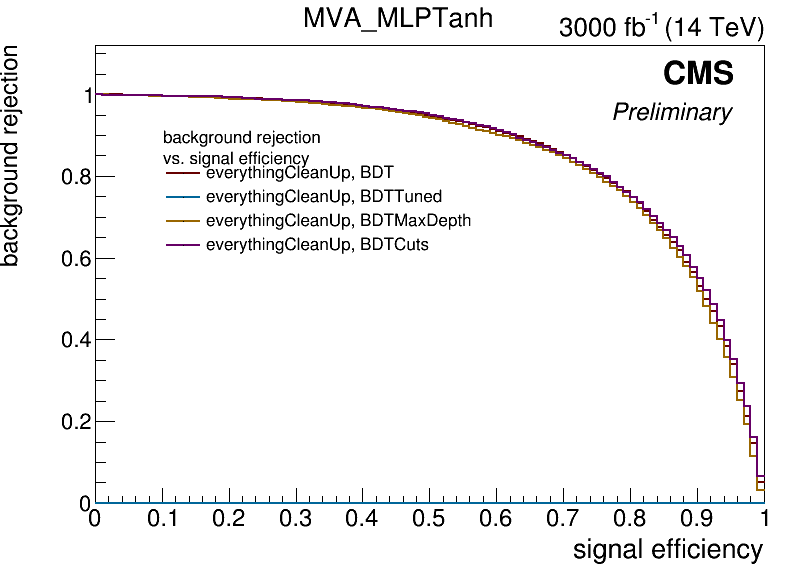 MVA_MLPTanh
3000 fb-1 (14 TeV)
CMS
Preliminary
background rejection
background rejection
vs. signal efficiency
everythingCleanUp, BDT
everythingCleanUp, BDTTuned
everythingCleanUp, BDTMaxDepth
everythingCleanUp, BDTCuts
1
0.8
0.6
0.4
0.2
0
0 0.1 0.2 0.3 0.4 0.5 0.6 0.7 0.8 0.9 1
signal efficiency